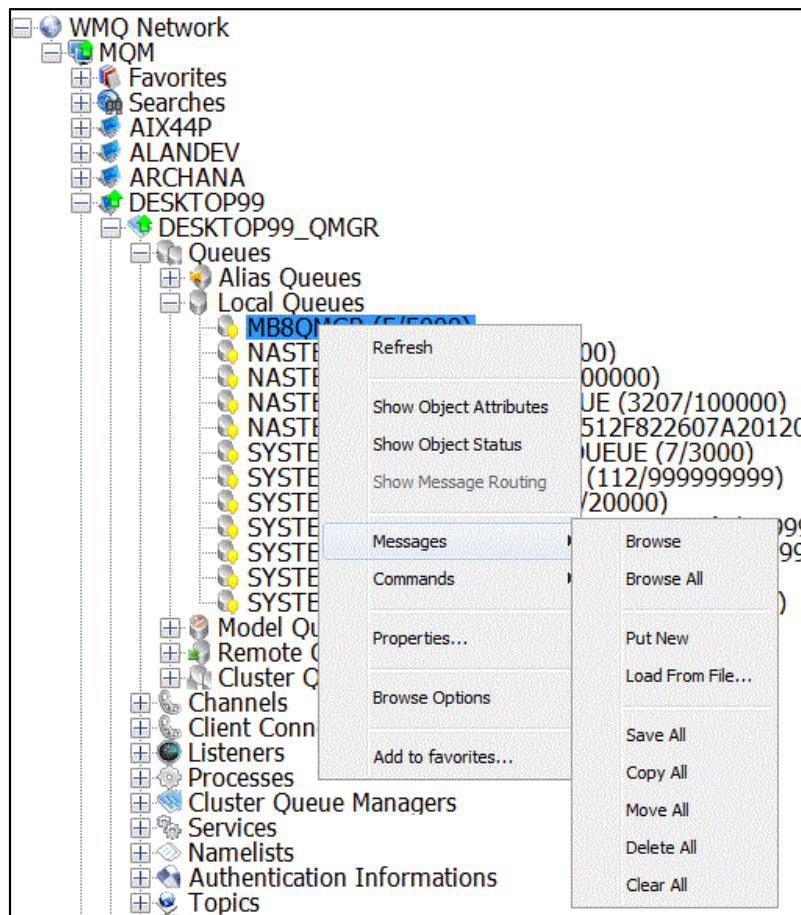 WMQ Network
MQM
Favorites
Searches
AIX44P
ALANDEV
ARCHANA
DESKTOP99
DESKTOP99_QMGR
Queues
Alias Queues
Local Queues
MB8QMGR (5/5000)
NASTE 00)
NASTE 00000)
NASTE UE (3207/100000)
NASTE 512F822607A20120
SYSTE UEUE (7/3000)
SYSTE (112/999999999)
SYSTE /20000)
SYSTE 999
SYSTE 99
SYSTE
SYSTE )
Model Qu
Remote
Cluster Q
Channels
Client Conn
Listeners
Processes
Cluster Queue Managers
Services
Namelists
Authentication Informations
Topics
Refresh
Show Object Attributes
Show Object Status
Show Message Routing
Messages
Commands
Properties...
Browse Options
Add to favorites...
Browse
Browse All
Put New
Load From File...
Save All
Copy All
Move All
Delete All
Clear All